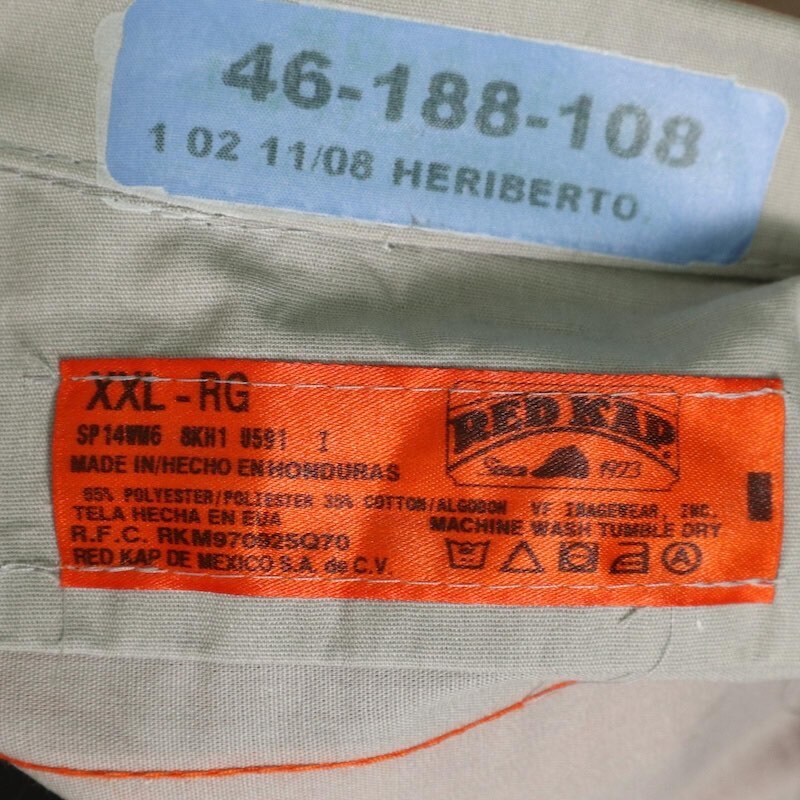 46-188-108
1 02 11/08 HERIBERTO
XXL - RG
SP14WM6 8KH1 U591 I
MADE IN/HECHO EN HONDURAS
65% POLYESTER/POLIESTER 35% COTTON/ALGODON
TELA HECHA EN EUA
R.F.C. RKM970925Q70
RED KAP DE MEXICO S.A. de C.V.
RED KAP
Since 1923
VF IMAGEWEAR, INC.
MACHINE WASH TUMBLE DRY